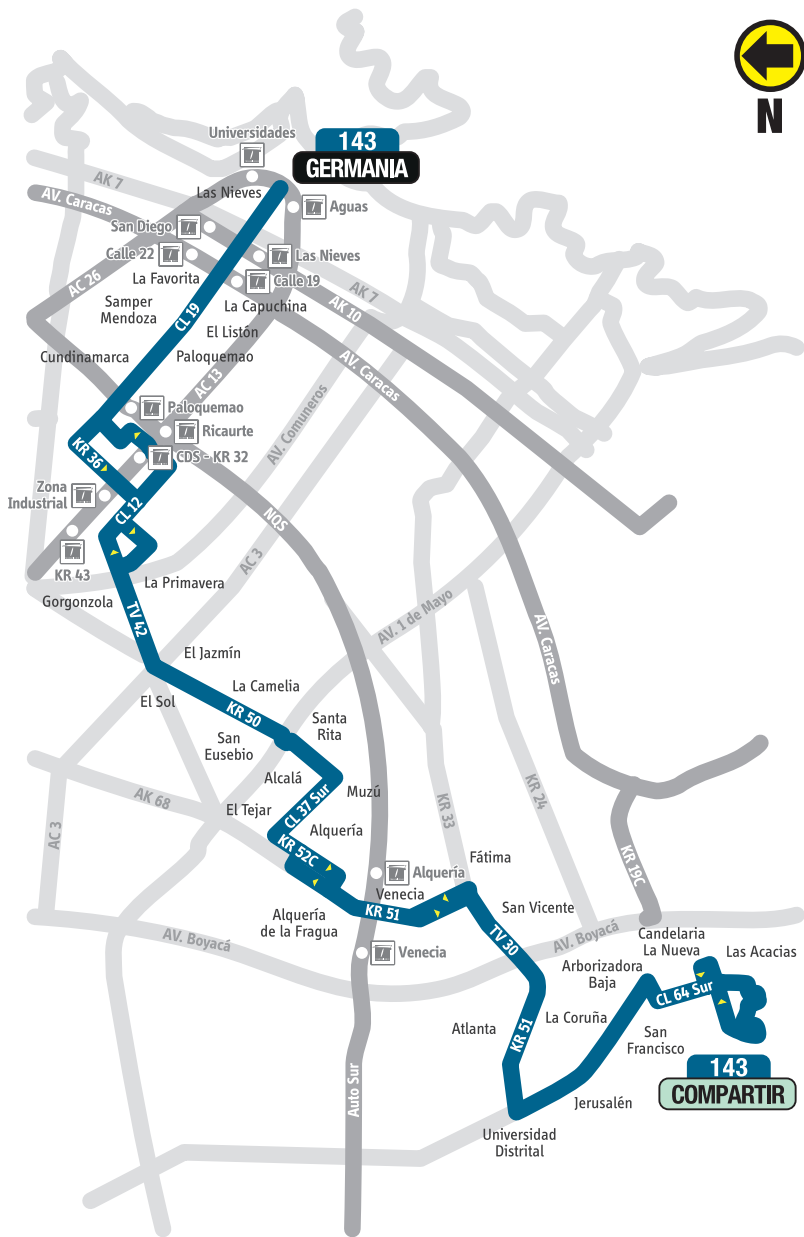 N
143
GERMANIA
Universidades
Las Nieves
AK 7
AV. Caracas
Aguas
San Diego
Calle 22
Las Nieves
La Favorita
Calle 19
AC 26
AK 7
Samper
Mendoza
La Capuchina
AK 10
CL 19
El Listón
Cundinamarca
Paloquemao
AV. Caracas
AC 13
Paloquemao
AV. Comuneros
Ricaurte
KR 36
CDS - KR 32
Zona
Industrial
CL 12
NQS
KR 43
AC 3
La Primavera
Gorgonzola
TV 42
AV. 1 de Mayo
El Jazmín
AV. Caracas
La Camelia
El Sol
KR 50
Santa
Rita
San
Eusebio
Alcalá
Muzú
AK 68
CL 37 Sur
El Tejar
KR 33
KR 24
Alquería
AC 3
KR 52C
KR 19C
Fátima
Alquería
Venecia
Alquería
de la Fragua
KR 51
San Vicente
AV. Boyacá
TV 30
AV. Boyacá
Candelaria
La Nueva
Las Acacias
Venecia
Arborizadora
Baja
CL 64 Sur
Atlanta
KR 51
La Coruña
San
Francisco
143
COMPARTIR
Auto Sur
Jerusalén
Universidad
Distrital